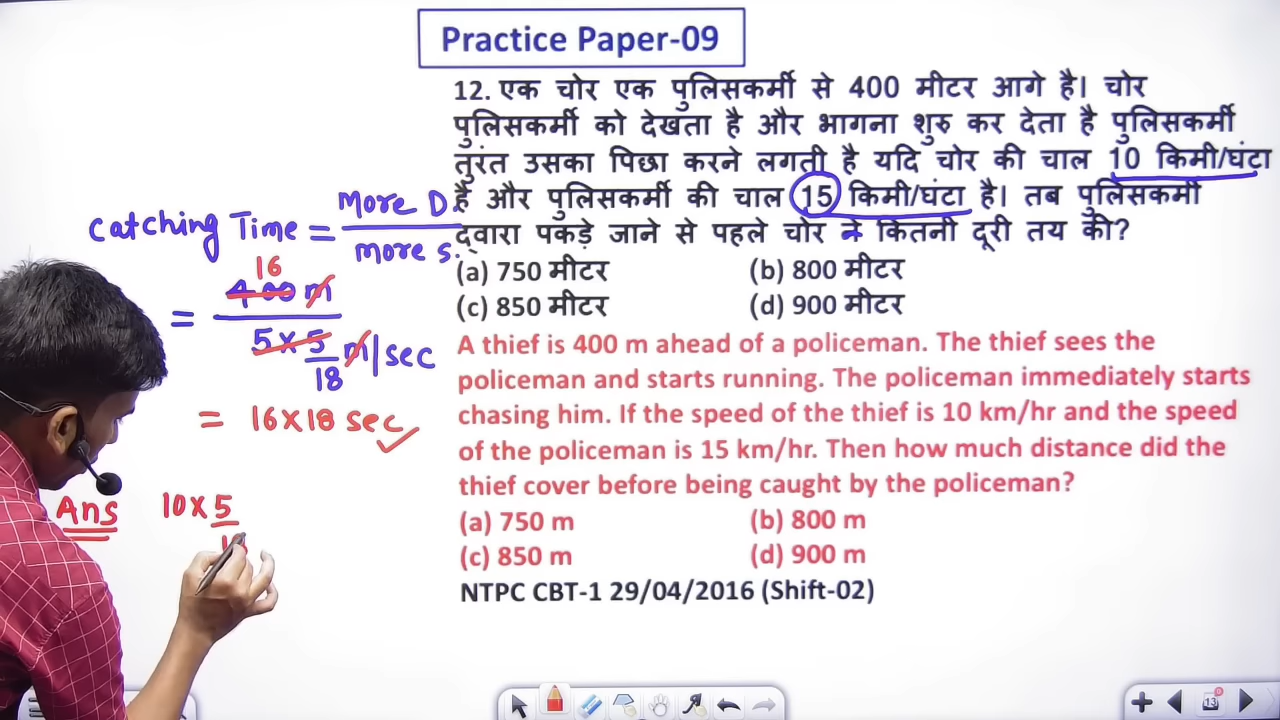 Practice Paper-09
12. एक चोर एक पुलिसकर्मी से 400 मीटर आगे है। चोर
पुलिसकर्मी को देखता है और भागना शुरु कर देता है पुलिसकर्मी
तुरंत उसका पिछा करने लगती है यदि चोर की चाल 10 किमी/घंटा
है और पुलिसकर्मी की चाल 15 किमी/घंटा है। तब पुलिसकर्मी
द्वारा पकड़े जाने से पहले चोर ने कितनी दूरी तय की?
(a) 750 मीटर (b) 800 मीटर
(c) 850 मीटर (d) 900 मीटर
A thief is 400 m ahead of a policeman. The thief sees the
policeman and starts running. The policeman immediately starts
chasing him. If the speed of the thief is 10 km/hr and the speed
of the policeman is 15 km/hr. Then how much distance did the
thief cover before being caught by the policeman?
(a) 750 m (b) 800 m
(c) 850 m (d) 900 m
NTPC CBT-1 29/04/2016 (Shift-02)
Catching Time = More D.
more s.
16
= 400 m
5 x 5 m/sec
18
= 16 x 18 sec
Ans 10 x 5
13